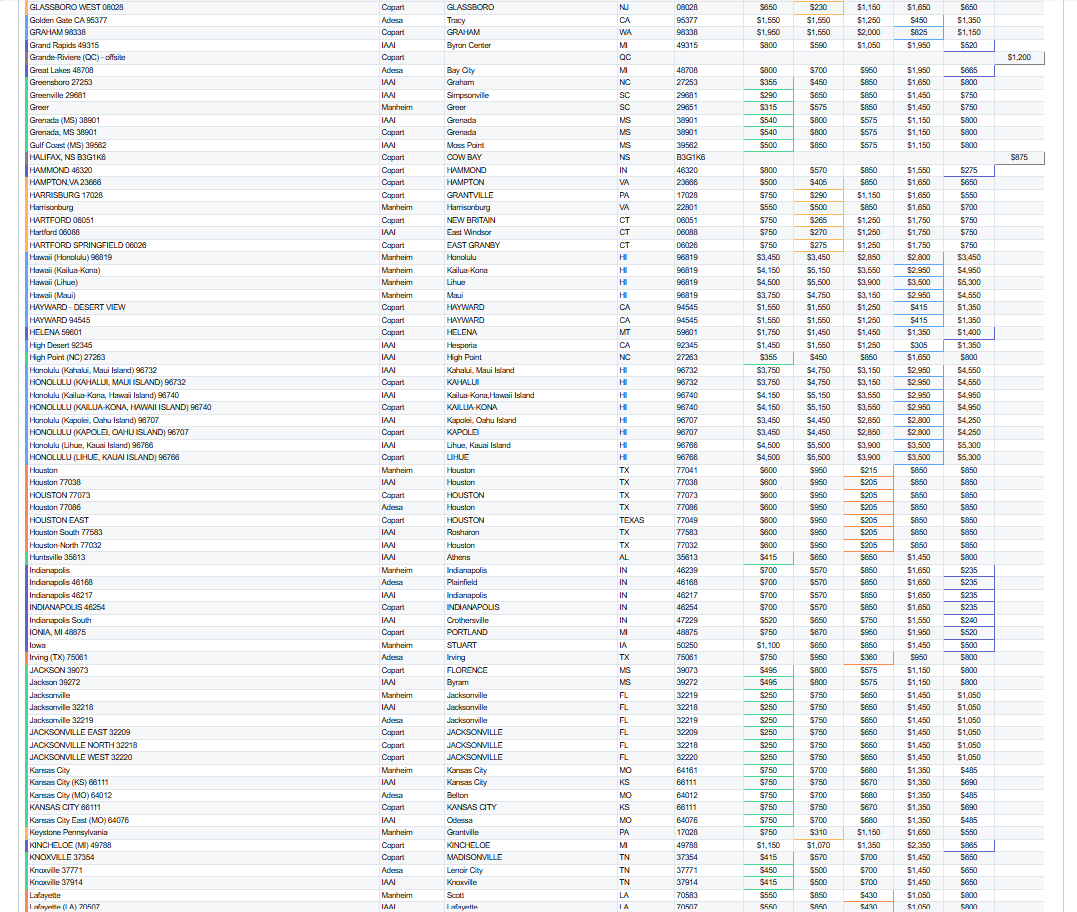 GLASSBORO WEST 08028 Copart GLASSBORO NJ 08028 $650 $230 $1,150 $1,650 $650
Golden Gate CA 95377 Adesa Tracy CA 95377 $1,550 $1,550 $1,250 $450 $1,350
GRAHAM 98338 Copart GRAHAM WA 98338 $1,950 $1,550 $2,000 $825 $1,150
Grand Rapids 49315 IAAI Byron Center MI 49315 $800 $590 $1,050 $1,950 $520
Grande-Riviere (QC) - offsite Copart QC $1,200
Great Lakes 48708 Adesa Bay City MI 48708 $800 $700 $950 $1,950 $665
Greensboro 27253 IAAI Graham NC 27253 $355 $450 $850 $1,650 $800
Greenville 29681 IAAI Simpsonville SC 29681 $290 $650 $850 $1,450 $750
Greer Manheim Greer SC 29651 $315 $575 $850 $1,450 $750
Grenada (MS) 38901 IAAI Grenada MS 38901 $540 $800 $575 $1,150 $800
Grenada, MS 38901 Copart Grenada MS 38901 $540 $800 $575 $1,150 $800
Gulf Coast (MS) 39562 IAAI Moss Point MS 39562 $500 $850 $575 $1,150 $800
HALIFAX, NS B3G1K6 Copart COW BAY NS B3G1K6 $875
HAMMOND 46320 Copart HAMMOND IN 46320 $800 $570 $850 $1,550 $275
HAMPTON,VA 23666 Copart HAMPTON VA 23666 $500 $405 $850 $1,650 $650
HARRISBURG 17028 Copart GRANTVILLE PA 17028 $750 $290 $1,150 $1,650 $550
Harrisonburg Manheim Harrisonburg VA 22801 $550 $500 $850 $1,650 $700
HARTFORD 06051 Copart NEW BRITAIN CT 06051 $750 $265 $1,250 $1,750 $750
Hartford 06088 IAAI East Windsor CT 06088 $750 $270 $1,250 $1,750 $750
HARTFORD SPRINGFIELD 06026 Copart EAST GRANBY CT 06026 $750 $275 $1,250 $1,750 $750
Hawaii (Honolulu) 96819 Manheim Honolulu HI 96819 $3,450 $3,450 $2,850 $2,800 $3,450
Hawaii (Kailua-Kona) Manheim Kailua-Kona HI 96819 $4,150 $5,150 $3,550 $2,950 $4,950
Hawaii (Lihue) Manheim Lihue HI 96819 $4,500 $5,500 $3,900 $3,500 $5,300
Hawaii (Maui) Manheim Maui HI 96819 $3,750 $4,750 $3,150 $2,950 $4,550
HAYWARD - DESERT VIEW Copart HAYWARD CA 94545 $1,550 $1,550 $1,250 $415 $1,350
HAYWARD 94545 Copart HAYWARD CA 94545 $1,550 $1,550 $1,250 $415 $1,350
HELENA 59601 Copart HELENA MT 59601 $1,750 $1,450 $1,450 $1,350 $1,400
High Desert 92345 IAAI Hesperia CA 92345 $1,450 $1,550 $1,250 $305 $1,350
High Point (NC) 27263 IAAI High Point NC 27263 $355 $450 $850 $1,650 $800
Honolulu (Kahalui, Maui Island) 96732 IAAI Kahalui, Maui Island HI 96732 $3,750 $4,750 $3,150 $2,950 $4,550
HONOLULU (KAHALUI, MAUI ISLAND) 96732 Copart KAHALUI HI 96732 $3,750 $4,750 $3,150 $2,950 $4,550
Honolulu (Kailua-Kona, Hawaii Island) 96740 IAAI Kailua-Kona,Hawaii Island HI 96740 $4,150 $5,150 $3,550 $2,950 $4,950
HONOLULU (KAILUA-KONA, HAWAII ISLAND) 96740 Copart KAILUA-KONA HI 96740 $4,150 $5,150 $3,550 $2,950 $4,950
Honolulu (Kapolei, Oahu Island) 96707 IAAI Kapolei, Oahu Island HI 96707 $3,450 $4,450 $2,850 $2,800 $4,250
HONOLULU (KAPOLEI, OAHU ISLAND) 96707 Copart KAPOLEI HI 96707 $3,450 $4,450 $2,850 $2,800 $4,250
Honolulu (Lihue, Kauai Island) 96766 IAAI Lihue, Kauai Island HI 96766 $4,500 $5,500 $3,900 $3,500 $5,300
HONOLULU (LIHUE, KAUAI ISLAND) 96766 Copart LIHUE HI 96766 $4,500 $5,500 $3,900 $3,500 $5,300
Houston Manheim Houston TX 77041 $600 $950 $215 $850 $850
Houston 77038 IAAI Houston TX 77038 $600 $950 $205 $850 $850
HOUSTON 77073 Copart HOUSTON TX 77073 $600 $950 $205 $850 $850
Houston 77086 Adesa Houston TX 77086 $600 $950 $205 $850 $850
HOUSTON EAST Copart HOUSTON TEXAS 77049 $600 $950 $205 $850 $850
Houston South 77583 IAAI Rosharon TX 77583 $600 $950 $205 $850 $850
Houston-North 77032 IAAI Houston TX 77032 $600 $950 $205 $850 $850
Huntsville 35613 IAAI Athens AL 35613 $415 $650 $650 $1,450 $800
Indianapolis Manheim Indianapolis IN 46239 $700 $570 $850 $1,650 $235
Indianapolis 46168 Adesa Plainfield IN 46168 $700 $570 $850 $1,650 $235
Indianapolis 46217 IAAI Indianapolis IN 46217 $700 $570 $850 $1,650 $235
INDIANAPOLIS 46254 Copart INDIANAPOLIS IN 46254 $700 $570 $850 $1,650 $235
Indianapolis South IAAI Crothersville IN 47229 $520 $650 $750 $1,550 $240
IONIA, MI 48875 Copart PORTLAND MI 48875 $750 $670 $950 $1,950 $520
Iowa Manheim STUART IA 50250 $1,100 $650 $850 $1,450 $500
Irving (TX) 75061 Adesa Irving TX 75061 $750 $950 $360 $950 $800
JACKSON 39073 Copart FLORENCE MS 39073 $495 $800 $575 $1,150 $800
Jackson 39272 IAAI Byram MS 39272 $495 $800 $575 $1,150 $800
Jacksonville Manheim Jacksonville FL 32219 $250 $750 $650 $1,450 $1,050
Jacksonville 32218 IAAI Jacksonville FL 32218 $250 $750 $650 $1,450 $1,050
Jacksonville 32219 Adesa Jacksonville FL 32219 $250 $750 $650 $1,450 $1,050
JACKSONVILLE EAST 32209 Copart JACKSONVILLE FL 32209 $250 $750 $650 $1,450 $1,050
JACKSONVILLE NORTH 32218 Copart JACKSONVILLE FL 32218 $250 $750 $650 $1,450 $1,050
JACKSONVILLE WEST 32220 Copart JACKSONVILLE FL 32220 $250 $750 $650 $1,450 $1,050
Kansas City Manheim Kansas City MO 64161 $750 $700 $680 $1,350 $485
Kansas City (KS) 66111 IAAI Kansas City KS 66111 $750 $750 $670 $1,350 $690
Kansas City (MO) 64012 Adesa Belton MO 64012 $750 $700 $680 $1,350 $485
KANSAS CITY 66111 Copart KANSAS CITY KS 66111 $750 $750 $670 $1,350 $690
Kansas City East (MO) 64076 IAAI Odessa MO 64076 $750 $700 $680 $1,350 $485
Keystone Pennsylvania Manheim Grantville PA 17028 $750 $310 $1,150 $1,650 $550
KINCHELOE (MI) 49788 Copart KINCHELOE MI 49788 $1,150 $1,070 $1,350 $2,350 $865
KNOXVILLE 37354 Copart MADISONVILLE TN 37354 $415 $570 $700 $1,450 $650
Knoxville 37771 Adesa Lenoir City TN 37771 $450 $500 $700 $1,450 $650
Knoxville 37914 IAAI Knoxville TN 37914 $415 $500 $700 $1,450 $650
Lafayette Manheim Scott LA 70583 $550 $850 $430 $1,050 $800
Lafayette (LA) 70507 IAAI Lafayette LA 70507 $550 $850 $430 $1,050 $800